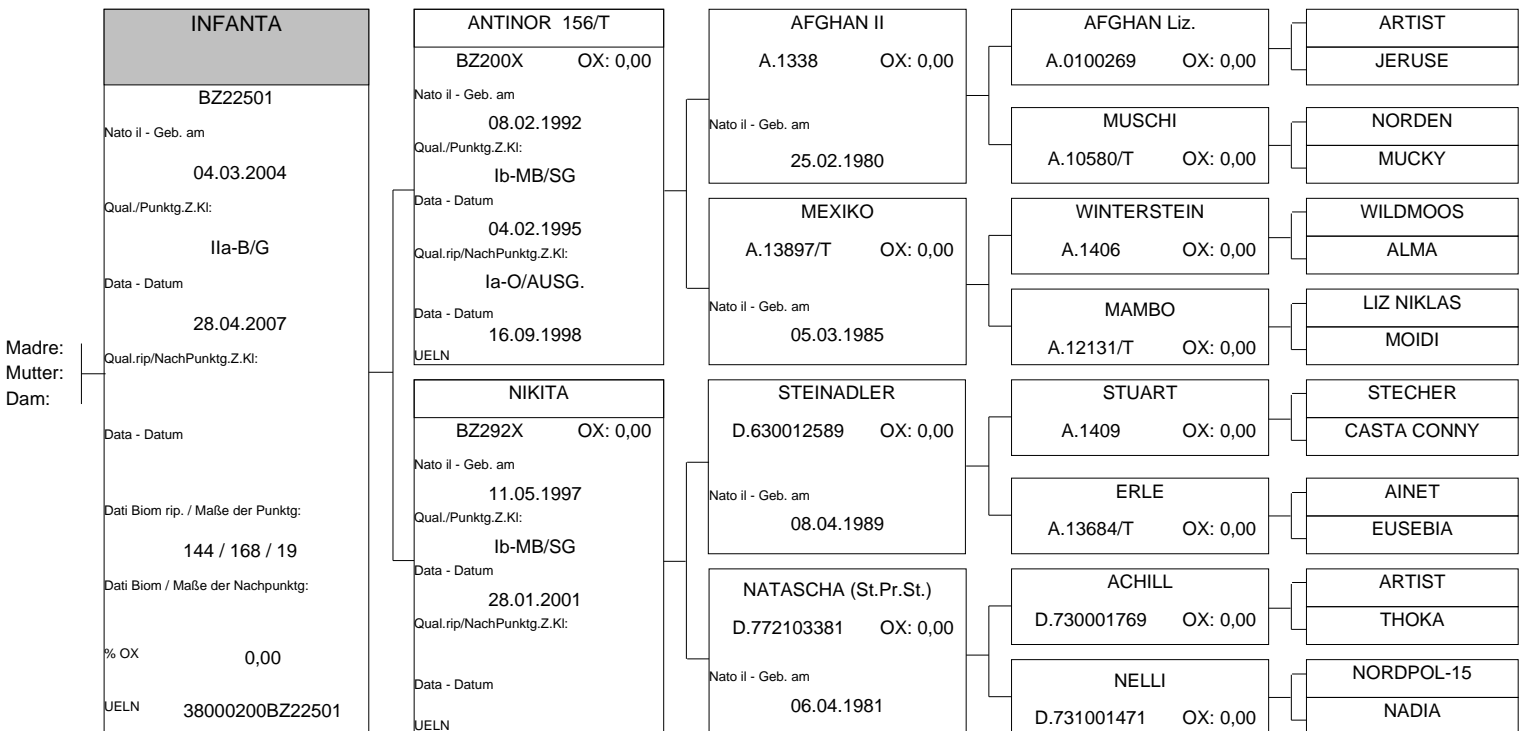 Madre:
Mutter:
Dam:
INFANTA
BZ22501
Nato il - Geb. am
04.03.2004
Qual./Punktg.Z.Kl:
IIa-B/G
Data - Datum
28.04.2007
Qual.rip/NachPunktg.Z.Kl:
Data - Datum
Dati Biom rip. / Maße der Punktg:
144 / 168 / 19
Dati Biom / Maße der Nachpunktg:
% OX 0,00
UELN 38000200BZ22501
ANTINOR 156/T
BZ200X OX: 0,00
Nato il - Geb. am
08.02.1992
Qual./Punktg.Z.Kl:
Ib-MB/SG
Data - Datum
04.02.1995
Qual.rip/NachPunktg.Z.Kl:
Ia-O/AUSG.
Data - Datum
16.09.1998
UELN
NIKITA
BZ292X OX: 0,00
Nato il - Geb. am
11.05.1997
Qual./Punktg.Z.Kl:
Ib-MB/SG
Data - Datum
28.01.2001
Qual.rip/NachPunktg.Z.Kl:
Data - Datum
UELN
AFGHAN II
A.1338 OX: 0,00
Nato il - Geb. am
25.02.1980
MEXIKO
A.13897/T OX: 0,00
Nato il - Geb. am
05.03.1985
STEINADLER
D.630012589 OX: 0,00
Nato il - Geb. am
08.04.1989
NATASCHA (St.Pr.St.)
D.772103381 OX: 0,00
Nato il - Geb. am
06.04.1981
AFGHAN Liz.
A.0100269 OX: 0,00
MUSCHI
A.10580/T OX: 0,00
WINTERSTEIN
A.1406 OX: 0,00
MAMBO
A.12131/T OX: 0,00
STUART
A.1409 OX: 0,00
ERLE
A.13684/T OX: 0,00
ACHILL
D.730001769 OX: 0,00
NELLI
D.731001471 OX: 0,00
ARTIST
JERUSE
NORDEN
MUCKY
WILDMOOS
ALMA
LIZ NIKLAS
MOIDI
STECHER
CASTA CONNY
AINET
EUSEBIA
ARTIST
THOKA
NORDPOL-15
NADIA